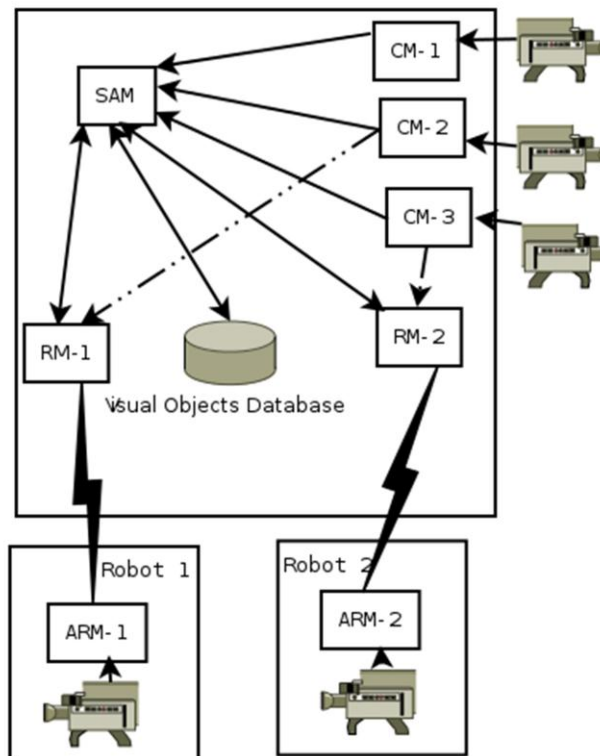 CM-1
SAM
CM-2
CM-3
RM-1
RM-2
Visual Objects Database
Robot 1
Robot 2
ARM-1
ARM-2